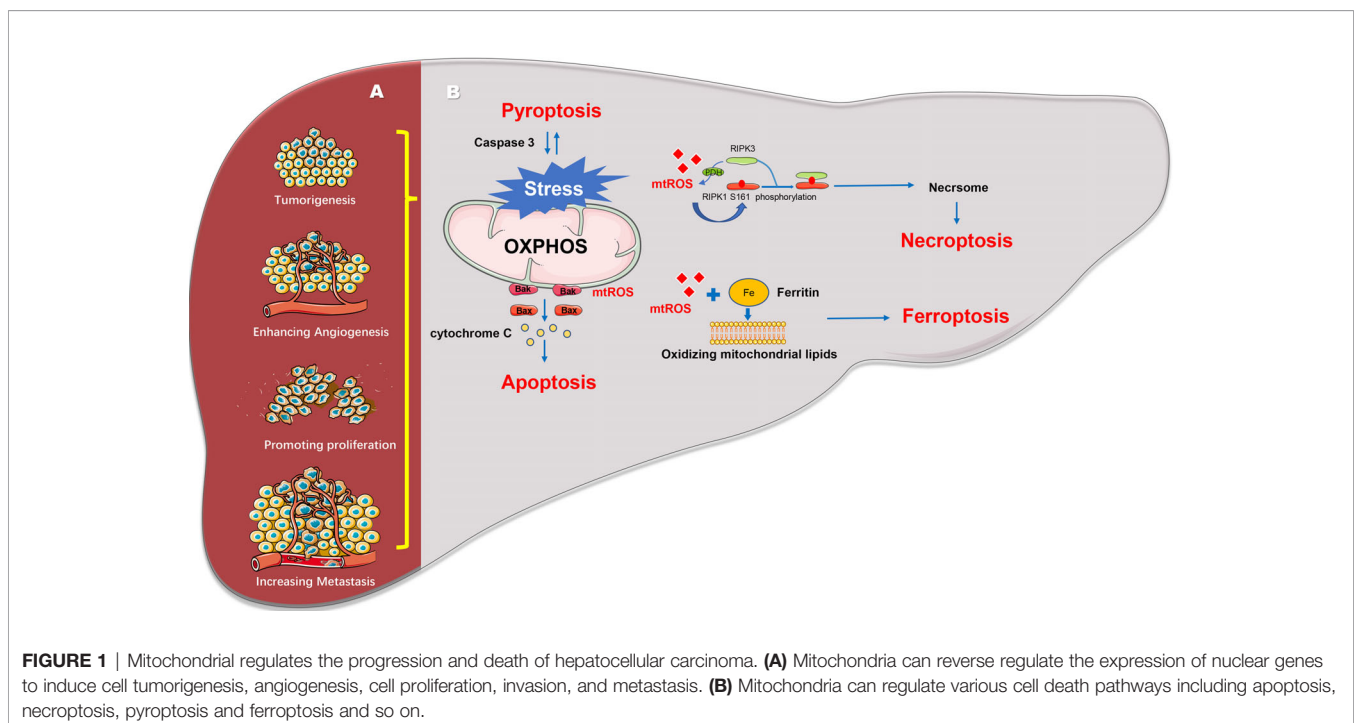 A
Tumorigenesis
Enhancing Angiogenesis
Promoting proliferation
Increasing Metastasis
B
Pyroptosis
Caspase 3
Stress
OXPHOS
Bak
Bak
mtROS
Bax
Bax
cytochrome C
Apoptosis
RIPK3
PDH
mtROS
RIPK1 S161 phosphorylation
Necrsome
Necroptosis
mtROS
Fe
Ferritin
Oxidizing mitochondrial lipids
Ferroptosis
FIGURE 1 | Mitochondrial regulates the progression and death of hepatocellular carcinoma. (A) Mitochondria can reverse regulate the expression of nuclear genes
to induce cell tumorigenesis, angiogenesis, cell proliferation, invasion, and metastasis. (B) Mitochondria can regulate various cell death pathways including apoptosis,
necroptosis, pyroptosis and ferroptosis and so on.